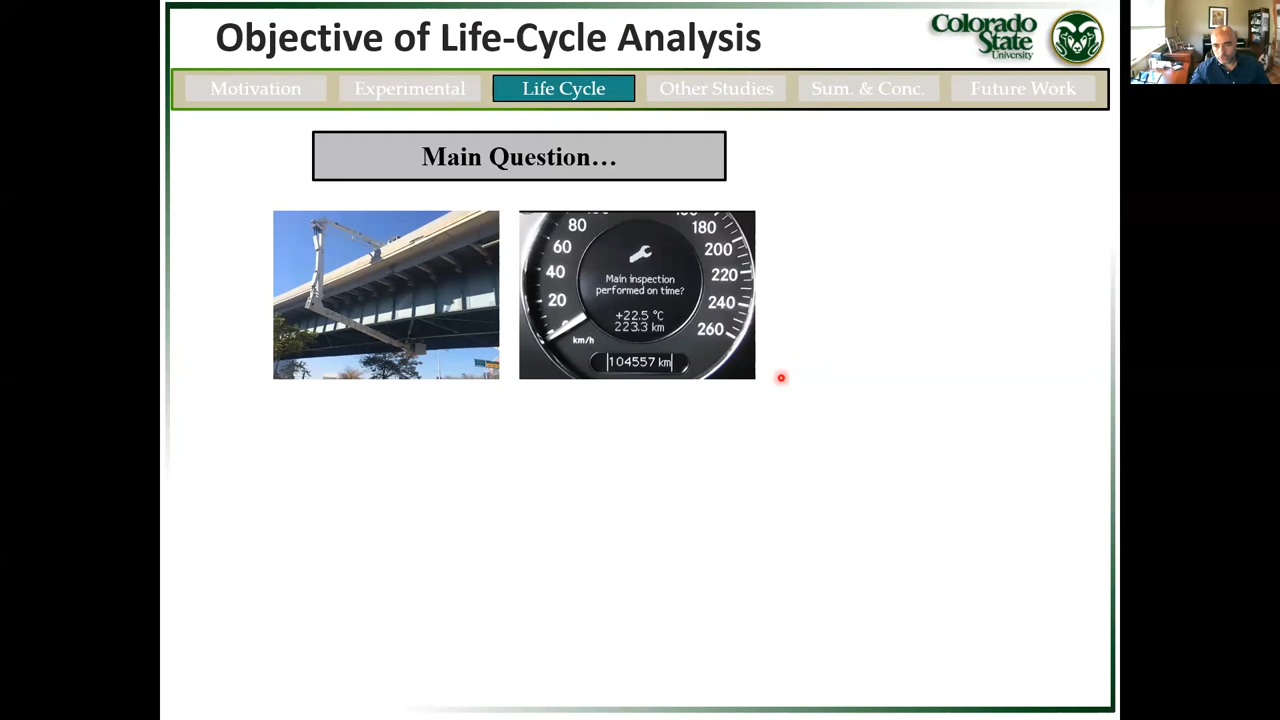 Objective of Life-Cycle Analysis
Colorado
State
University
Motivation
Experimental
Life Cycle
Other Studies
Sum. & Conc.
Future Work
Main Question…
80
60
40
20
km/h
180
200
220
240
260
Main inspection
performed on time?
+22.5 °C
223.3 km
104557 km